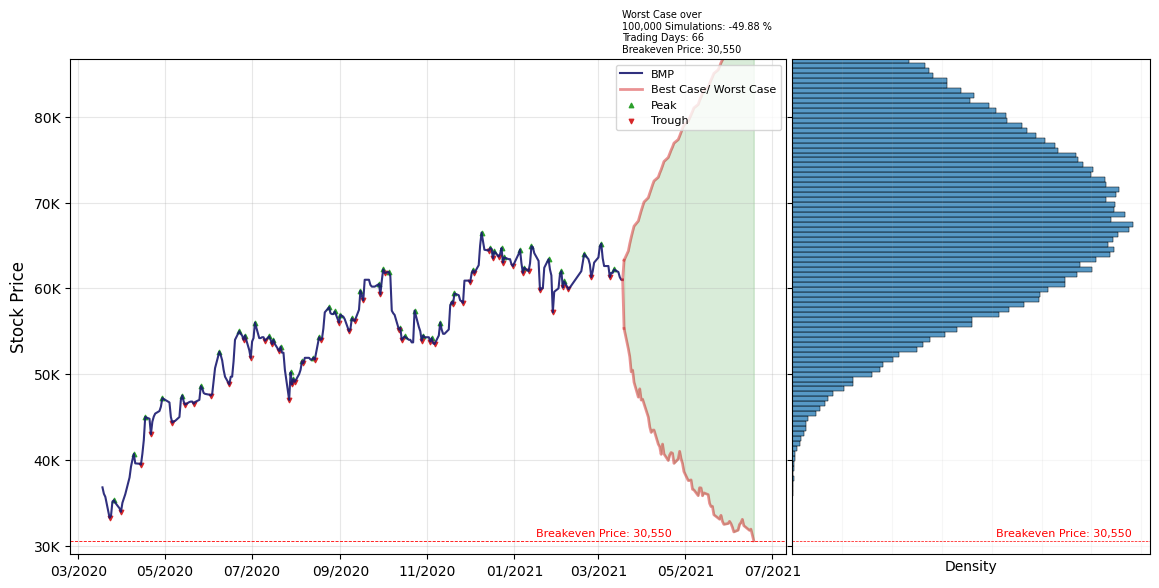 Worst Case over
100,000 Simulations: -49.88 %
Trading Days: 66
Breakeven Price: 30,550
BMP
Best Case/ Worst Case
Peak
Trough
Stock Price
80K
70K
60K
50K
40K
30K
Breakeven Price: 30,550
Breakeven Price: 30,550
03/2020
05/2020
07/2020
09/2020
11/2020
01/2021
03/2021
05/2021
07/2021
Density